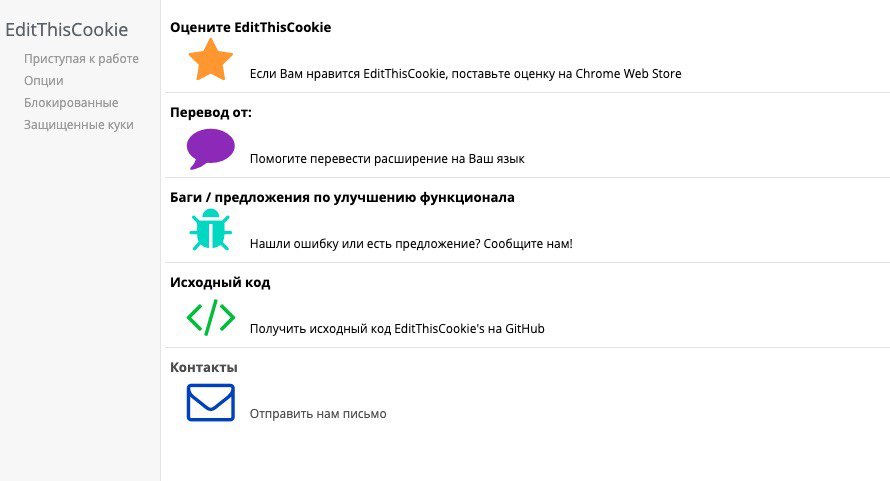 EditThisCookie
Приступая к работе
Опции
Блокированные
Защищенные куки
Оцените EditThisCookie
Если Вам нравится EditThisCookie, поставьте оценку на Chrome Web Store
Перевод от:
Помогите перевести расширение на Ваш язык
Баги / предложения по улучшению функционала
Нашли ошибку или есть предложение? Сообщите нам!
Исходный код
Получить исходный код EditThisCookie's на GitHub
Контакты
Отправить нам письмо